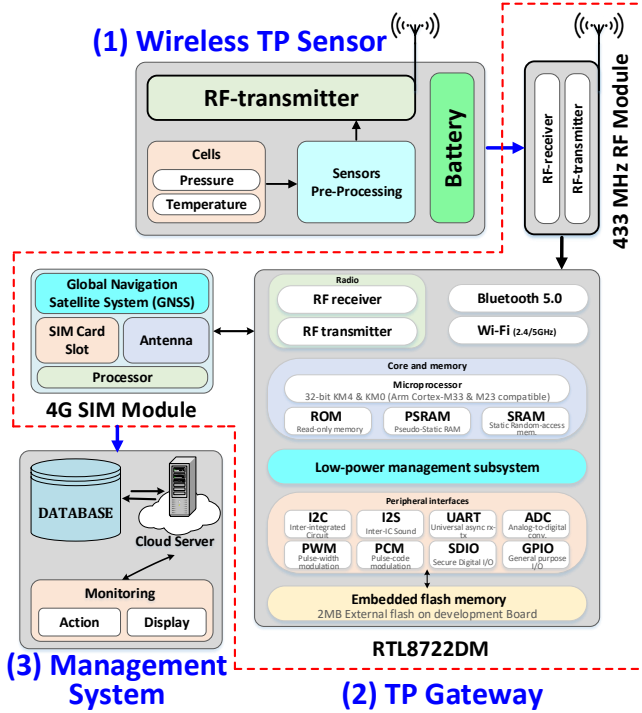 (1) Wireless TP Sensor
RF-transmitter
Battery
Cells
Pressure
Temperature
Sensors
Pre-Processing
RF-receiver
RF-transmitter
433 MHz RF Module
Global Navigation
Satellite System (GNSS)
SIM Card
Slot
Antenna
Processor
4G SIM Module
Radio
RF receiver
RF transmitter
Bluetooth 5.0
Wi-Fi (2.4/5GHz)
Core and memory
Microprocessor
32-bit KM4 & KM0 (Arm Cortex-M33 & M23 compatible)
ROM
Read-only memory
PSRAM
Pseudo-Static RAM
SRAM
Static Random-access
mem.
Low-power management subsystem
Peripheral interfaces
I2C
Inter-integrated
Circuit
I2S
Inter-IC Sound
UART
Universal async rx-
tx
ADC
Analog-to-digital
conv.
PWM
Pulse-width
modulation
PCM
Pulse-code
modulation
SDIO
Secure Digital I/O
GPIO
General purpose
I/O
Embedded flash memory
2MB External flash on development Board
RTL8722DM
(2) TP Gateway
DATABASE
Cloud Server
Monitoring
Action
Display
(3) Management
System